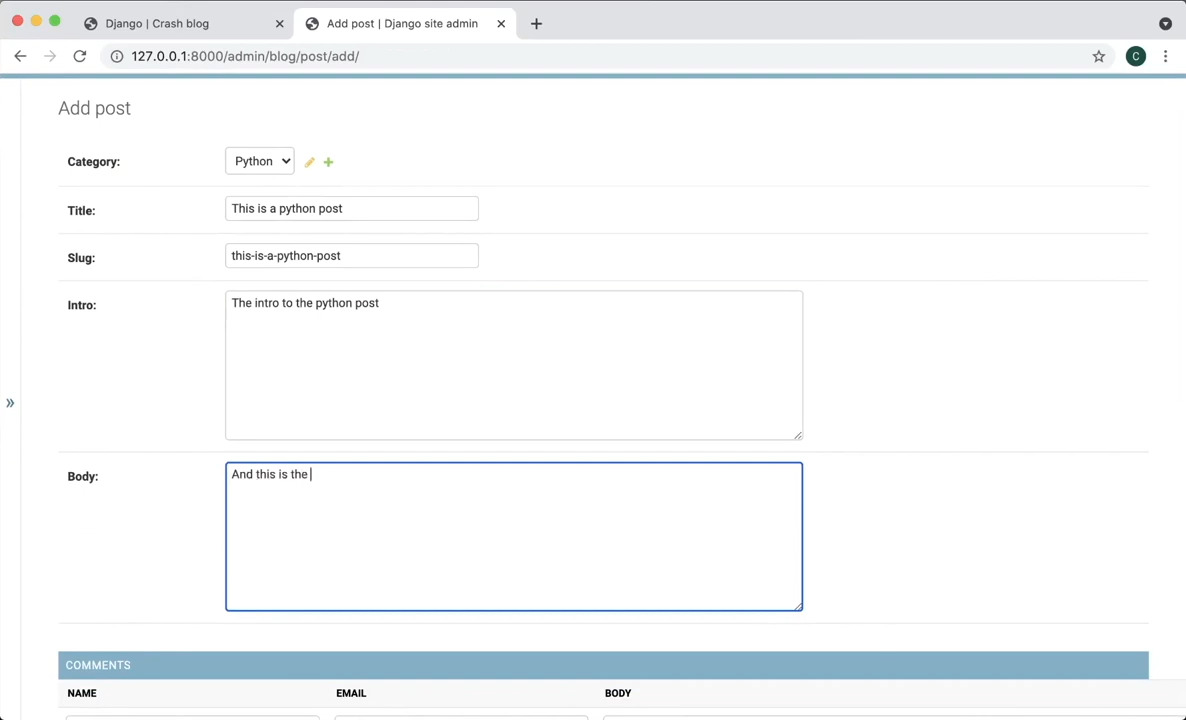 Django | Crash blog
Add post | Django site admin
127.0.0.1:8000/admin/blog/post/add/
C
Add post
Category:
Python
Title:
This is a python post
Slug:
this-is-a-python-post
Intro:
The intro to the python post
Body:
And this is the
COMMENTS
NAME EMAIL BODY